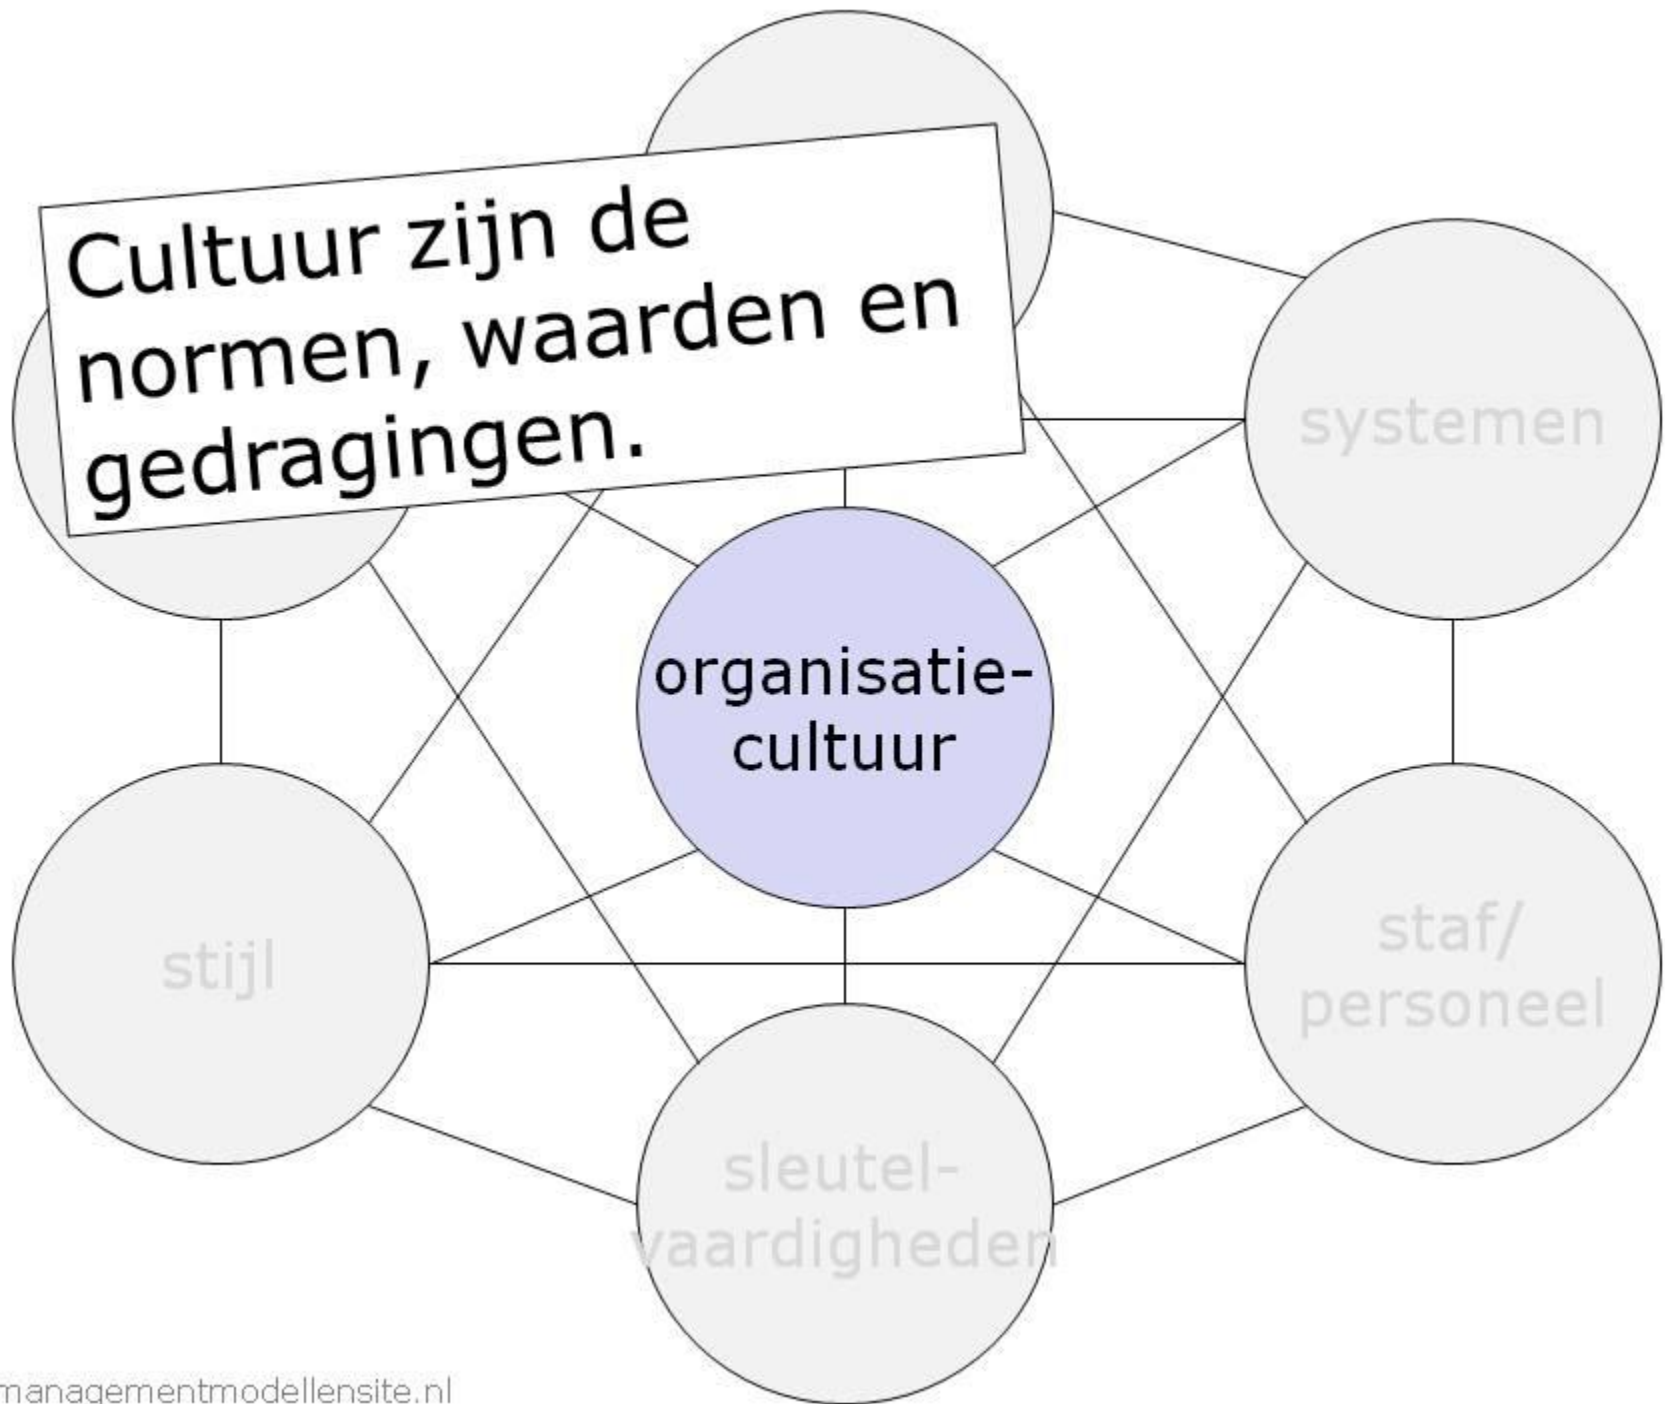 Cultuur zijn de
normen, waarden en
gedragingen.
systemen
organisatie-
cultuur
stijl
staf/
personeel
sleutel-
vaardigheden
managementmodellensite.nl